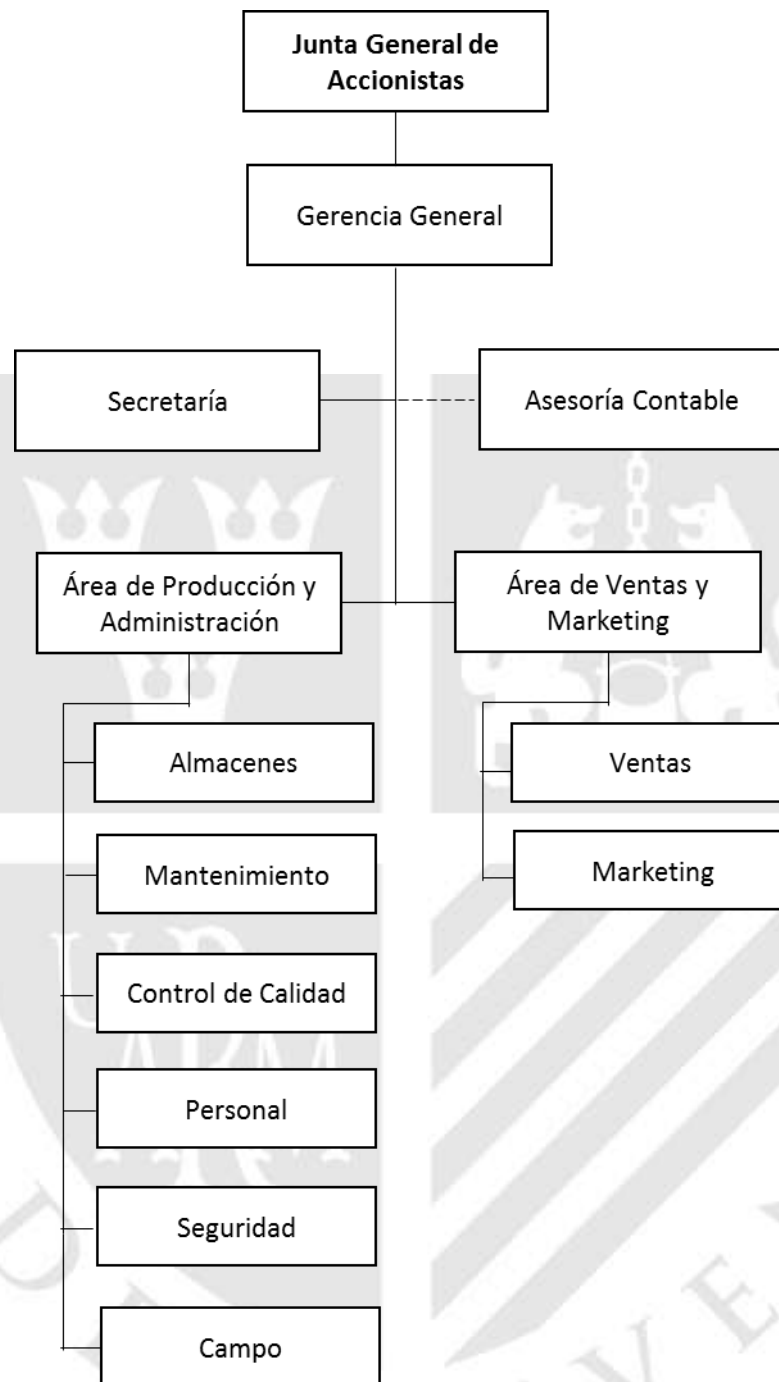 Junta General de
Accionistas
Gerencia General
Secretaría
Asesoría Contable
Área de Producción y
Administración
Área de Ventas y
Marketing
Almacenes
Ventas
Mantenimiento
Marketing
Control de Calidad
Personal
Seguridad
Campo